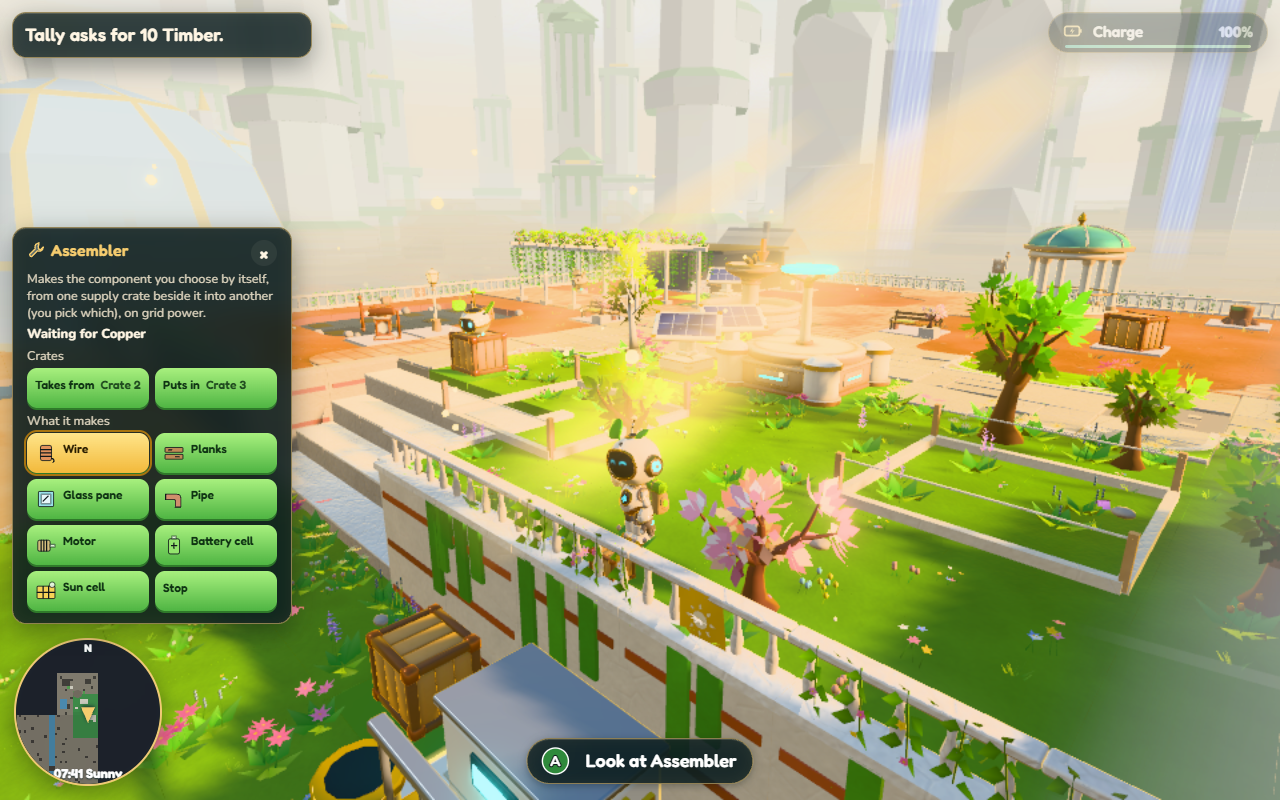 Tally asks for 10 Timber.
Charge 100%
Assembler
Makes the component you choose by itself,
from one supply crate beside it into another
(you pick which), on grid power.
Waiting for Copper
Crates
Takes from Crate 2
Puts in Crate 3
What it makes
Wire
Planks
Glass pane
Pipe
Motor
Battery cell
Sun cell
Stop
N
07:41 Sunny
A Look at Assembler